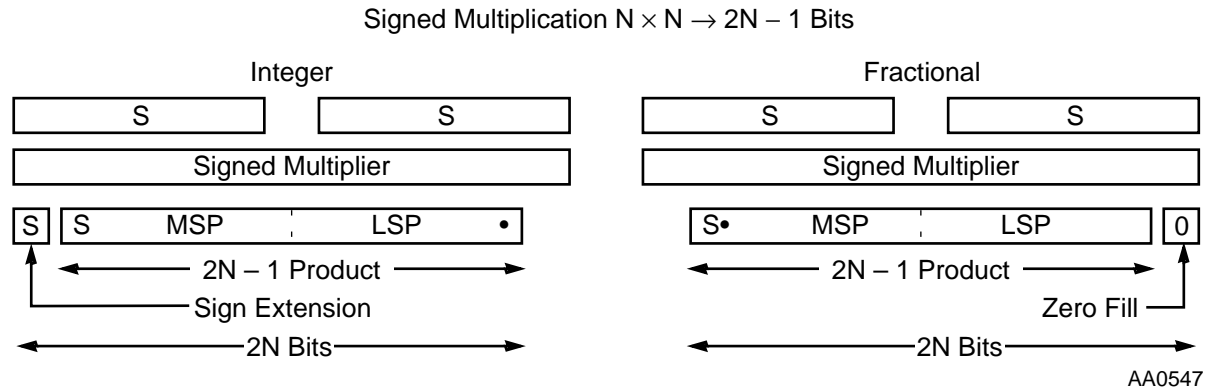 Signed Multiplication N × N → 2N – 1 Bits
Integer
Fractional
S
S
S
S
Signed Multiplier
Signed Multiplier
S
S MSP LSP •
S• MSP LSP
0
2N – 1 Product
2N – 1 Product
Sign Extension
Zero Fill
2N Bits
2N Bits
AA0547